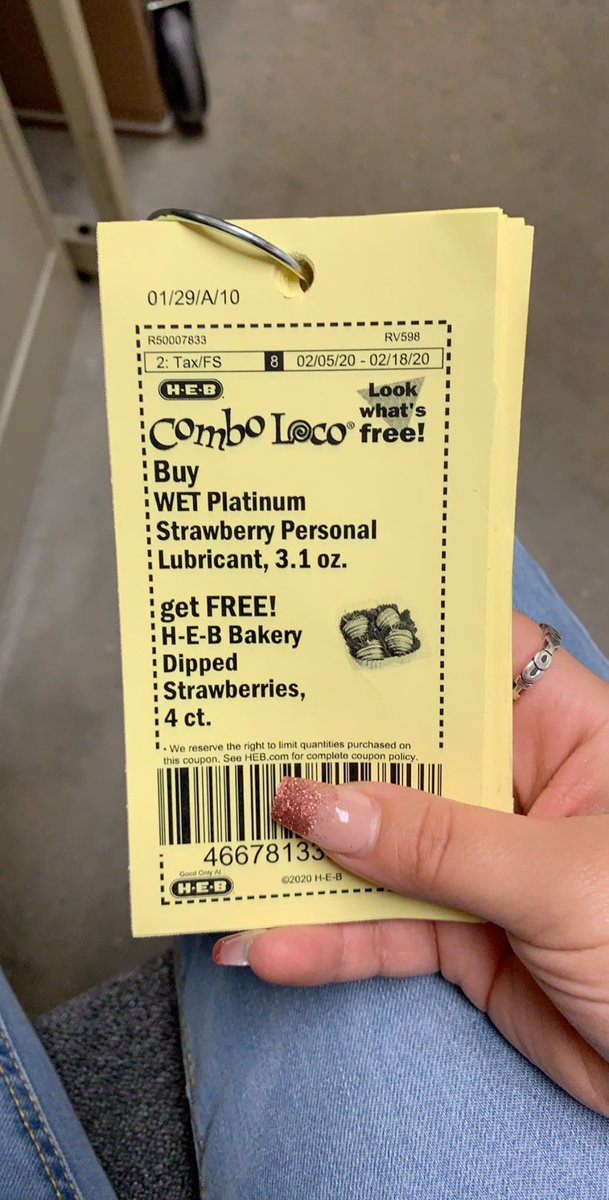 01/29/A/10
R50007833 RV598
2: Tax/FS 8 02/05/20 - 02/18/20
H-E-B
Look
what's
free!
Combo Loco®
Buy
WET Platinum
Strawberry Personal
Lubricant, 3.1 oz.
get FREE!
H-E-B Bakery
Dipped
Strawberries,
4 ct.
• We reserve the right to limit quantities purchased on
this coupon. See HEB.com for complete coupon policy.
46678133
Good Only At
H-E-B
©2020 H-E-B